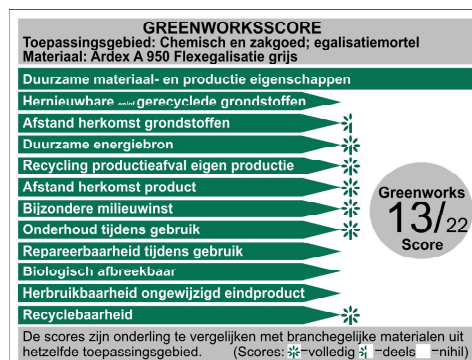 GREENWORKSSCORE
Toepassingsgebied: Chemisch en zakgoed; egalisatiemortel
Materiaal: Ardex A 950 Flexegalisatie grijs
Duurzame materiaal- en productie eigenschappen
Hernieuwbare en/of gerecyclede grondstoffen
Afstand herkomst grondstoffen
Duurzame energiebron
Recycling productieafval eigen productie
Afstand herkomst product
Bijzondere milieuwinst
Onderhoud tijdens gebruik
Repareerbaarheid tijdens gebruik
Biologisch afbreekbaar
Herbruikbaarheid ongewijzigd eindproduct
Recyclebaarheid
Greenworks
13/22
Score
De scores zijn onderling te vergelijken met branchegelijke materialen uit
hetzelfde toepassingsgebied. (Scores: =volledig =deels =nihil)